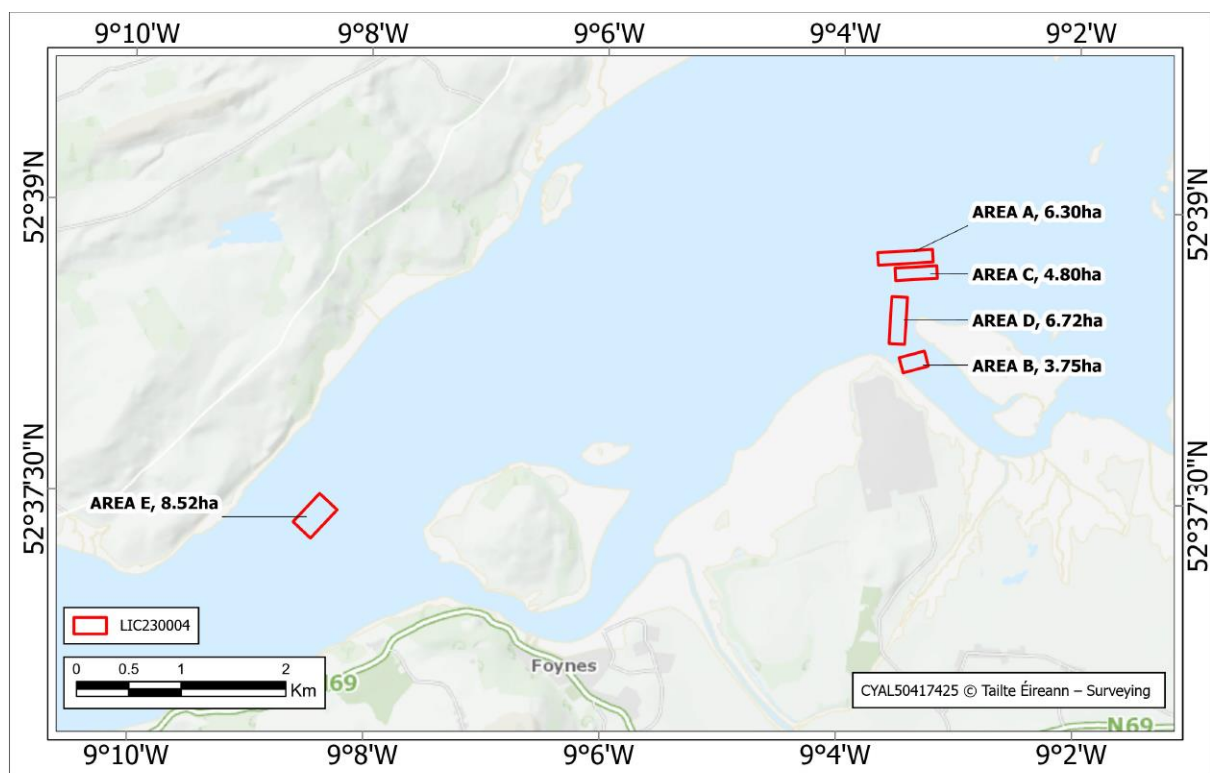 9°10'W 9°8'W 9°6'W 9°4'W 9°2'W
52°39'N
52°39'N
AREA A, 6.30ha
AREA C, 4.80ha
AREA D, 6.72ha
AREA B, 3.75ha
52°37'30"N
52°37'30"N
AREA E, 8.52ha
LIC230004
0 0.5 1 2
Km
N69
Foynes
CYAL50417425 © Tailte Éireann – Surveying
N69
9°10'W 9°8'W 9°6'W 9°4'W 9°2'W